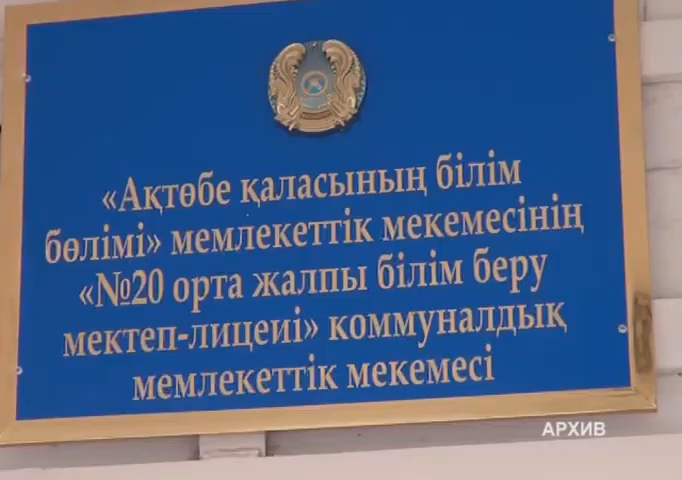 «Ақтөбе қаласының білім
бөлімі» мемлекеттік мекемесінің
«№20 орта жалпы білім беру
мектеп-лицеиі» коммуналдық
мемлекеттік мекемесі
АРХИВ